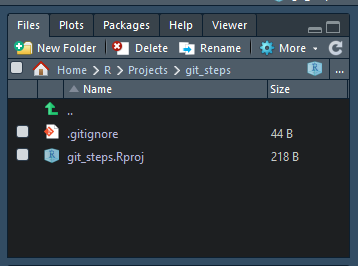 Files Plots Packages Help Viewer
New Folder Delete Rename More
Home R Projects git_steps R ...
Name Size
..
.gitignore 44 B
git_steps.Rproj 218 B